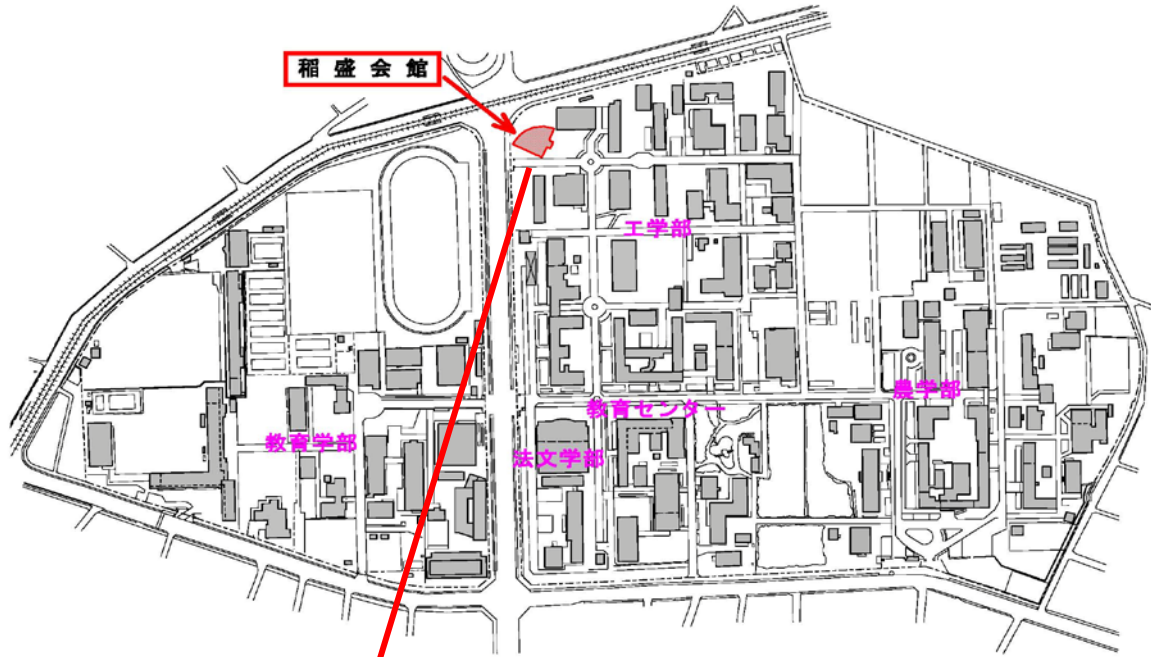 稲盛会館
工学部
農学部
教育センター
教育学部
法文学部